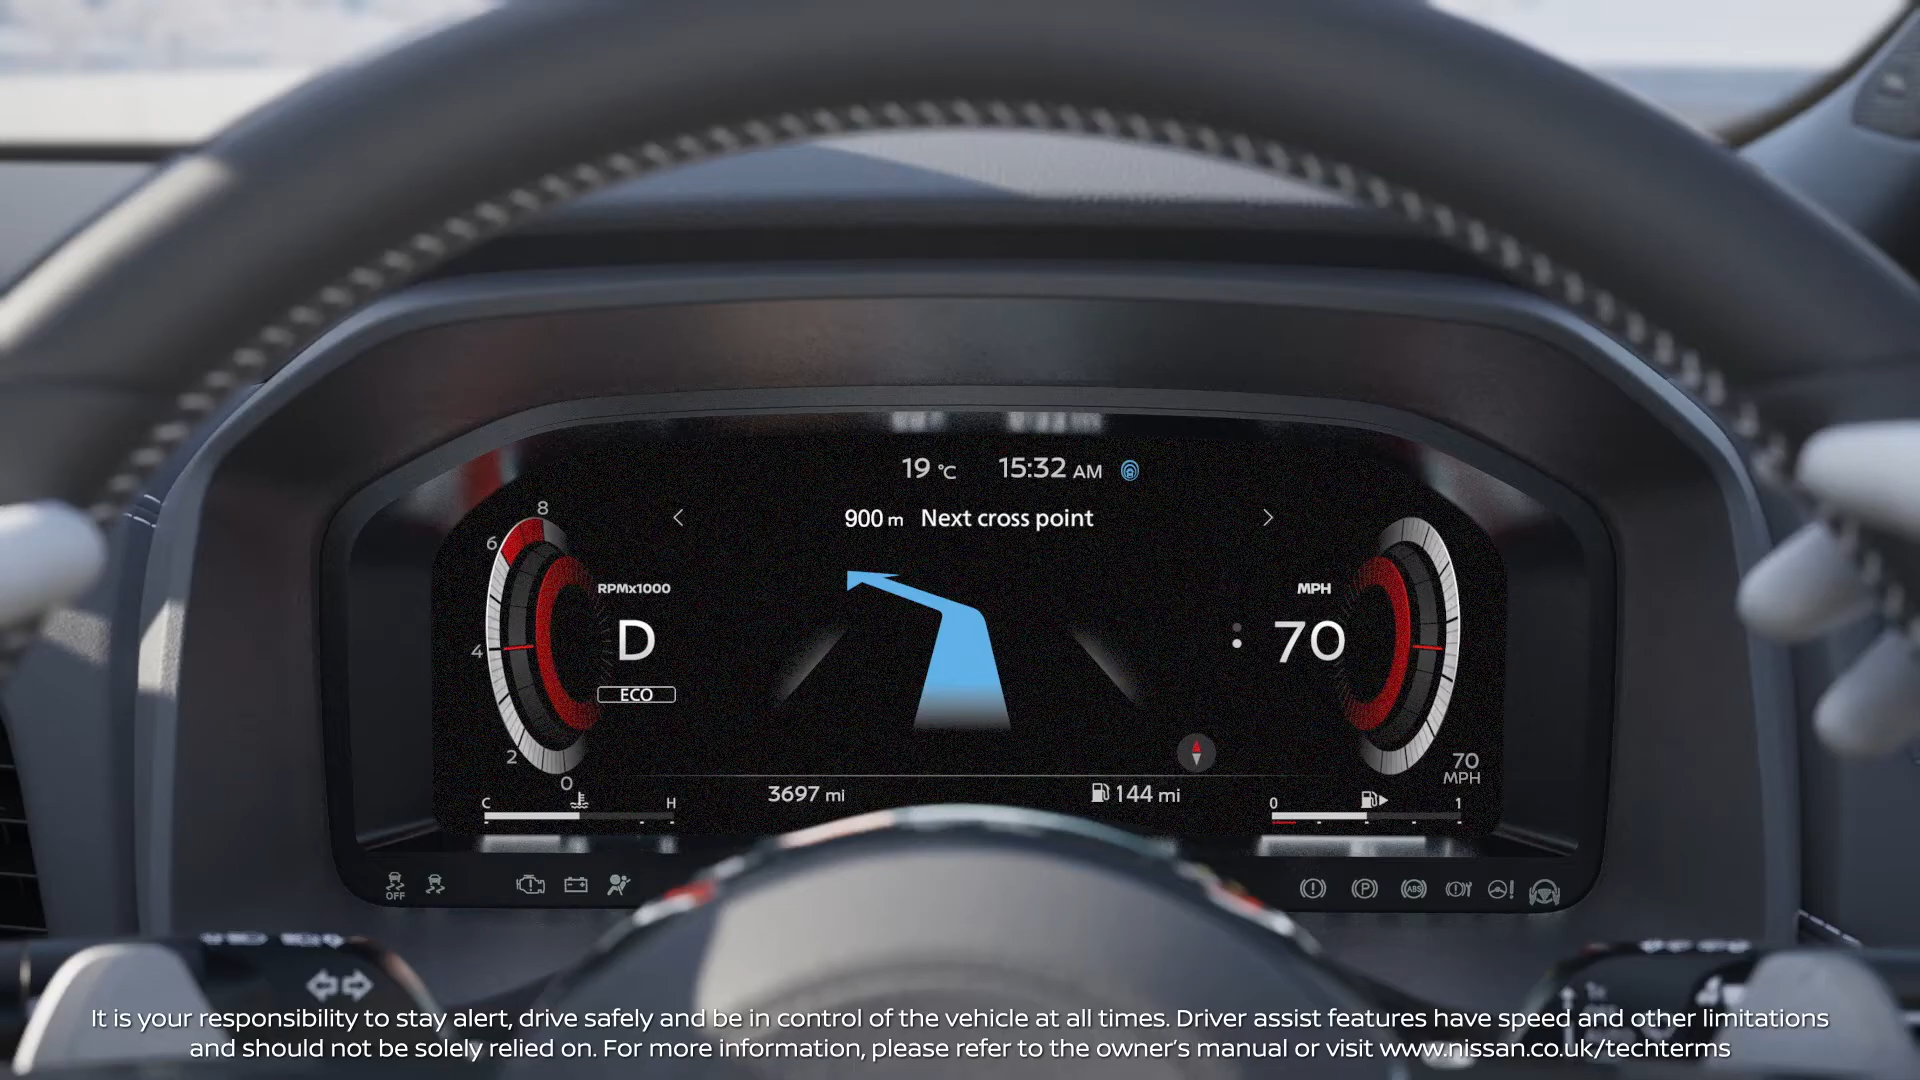 19 °C 15:32 AM
900 m Next cross point
8
6
RPMx1000
MPH
D
70
4
ECO
2
0
70
MPH
3697 mi
144 mi
C
H
0
1
OFF
P
ABS
It is your responsibility to stay alert, drive safely and be in control of the vehicle at all times. Driver assist features have speed and other limitations
and should not be solely relied on. For more information, please refer to the owner's manual or visit www.nissan.co.uk/techterms